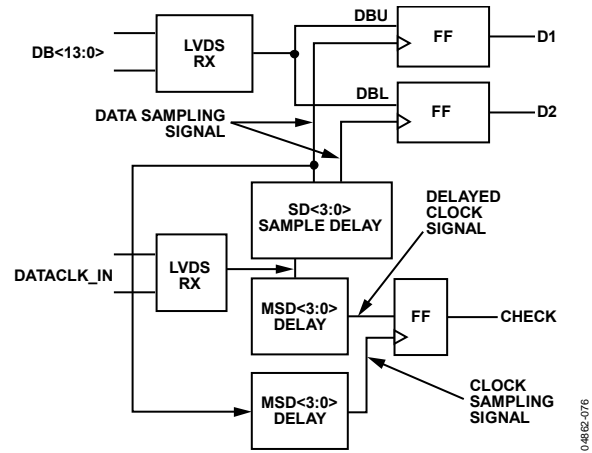 DBU
FF
D1
LVDS
RX
DB<13:0>
DBL
FF
D2
DATA SAMPLING
SIGNAL
SD<3:0>
SAMPLE DELAY
DELAYED
CLOCK
SIGNAL
DATACLK_IN
LVDS
RX
MSD<3:0>
DELAY
FF
CHECK
MSD<3:0>
DELAY
CLOCK
SAMPLING
SIGNAL
04862-076